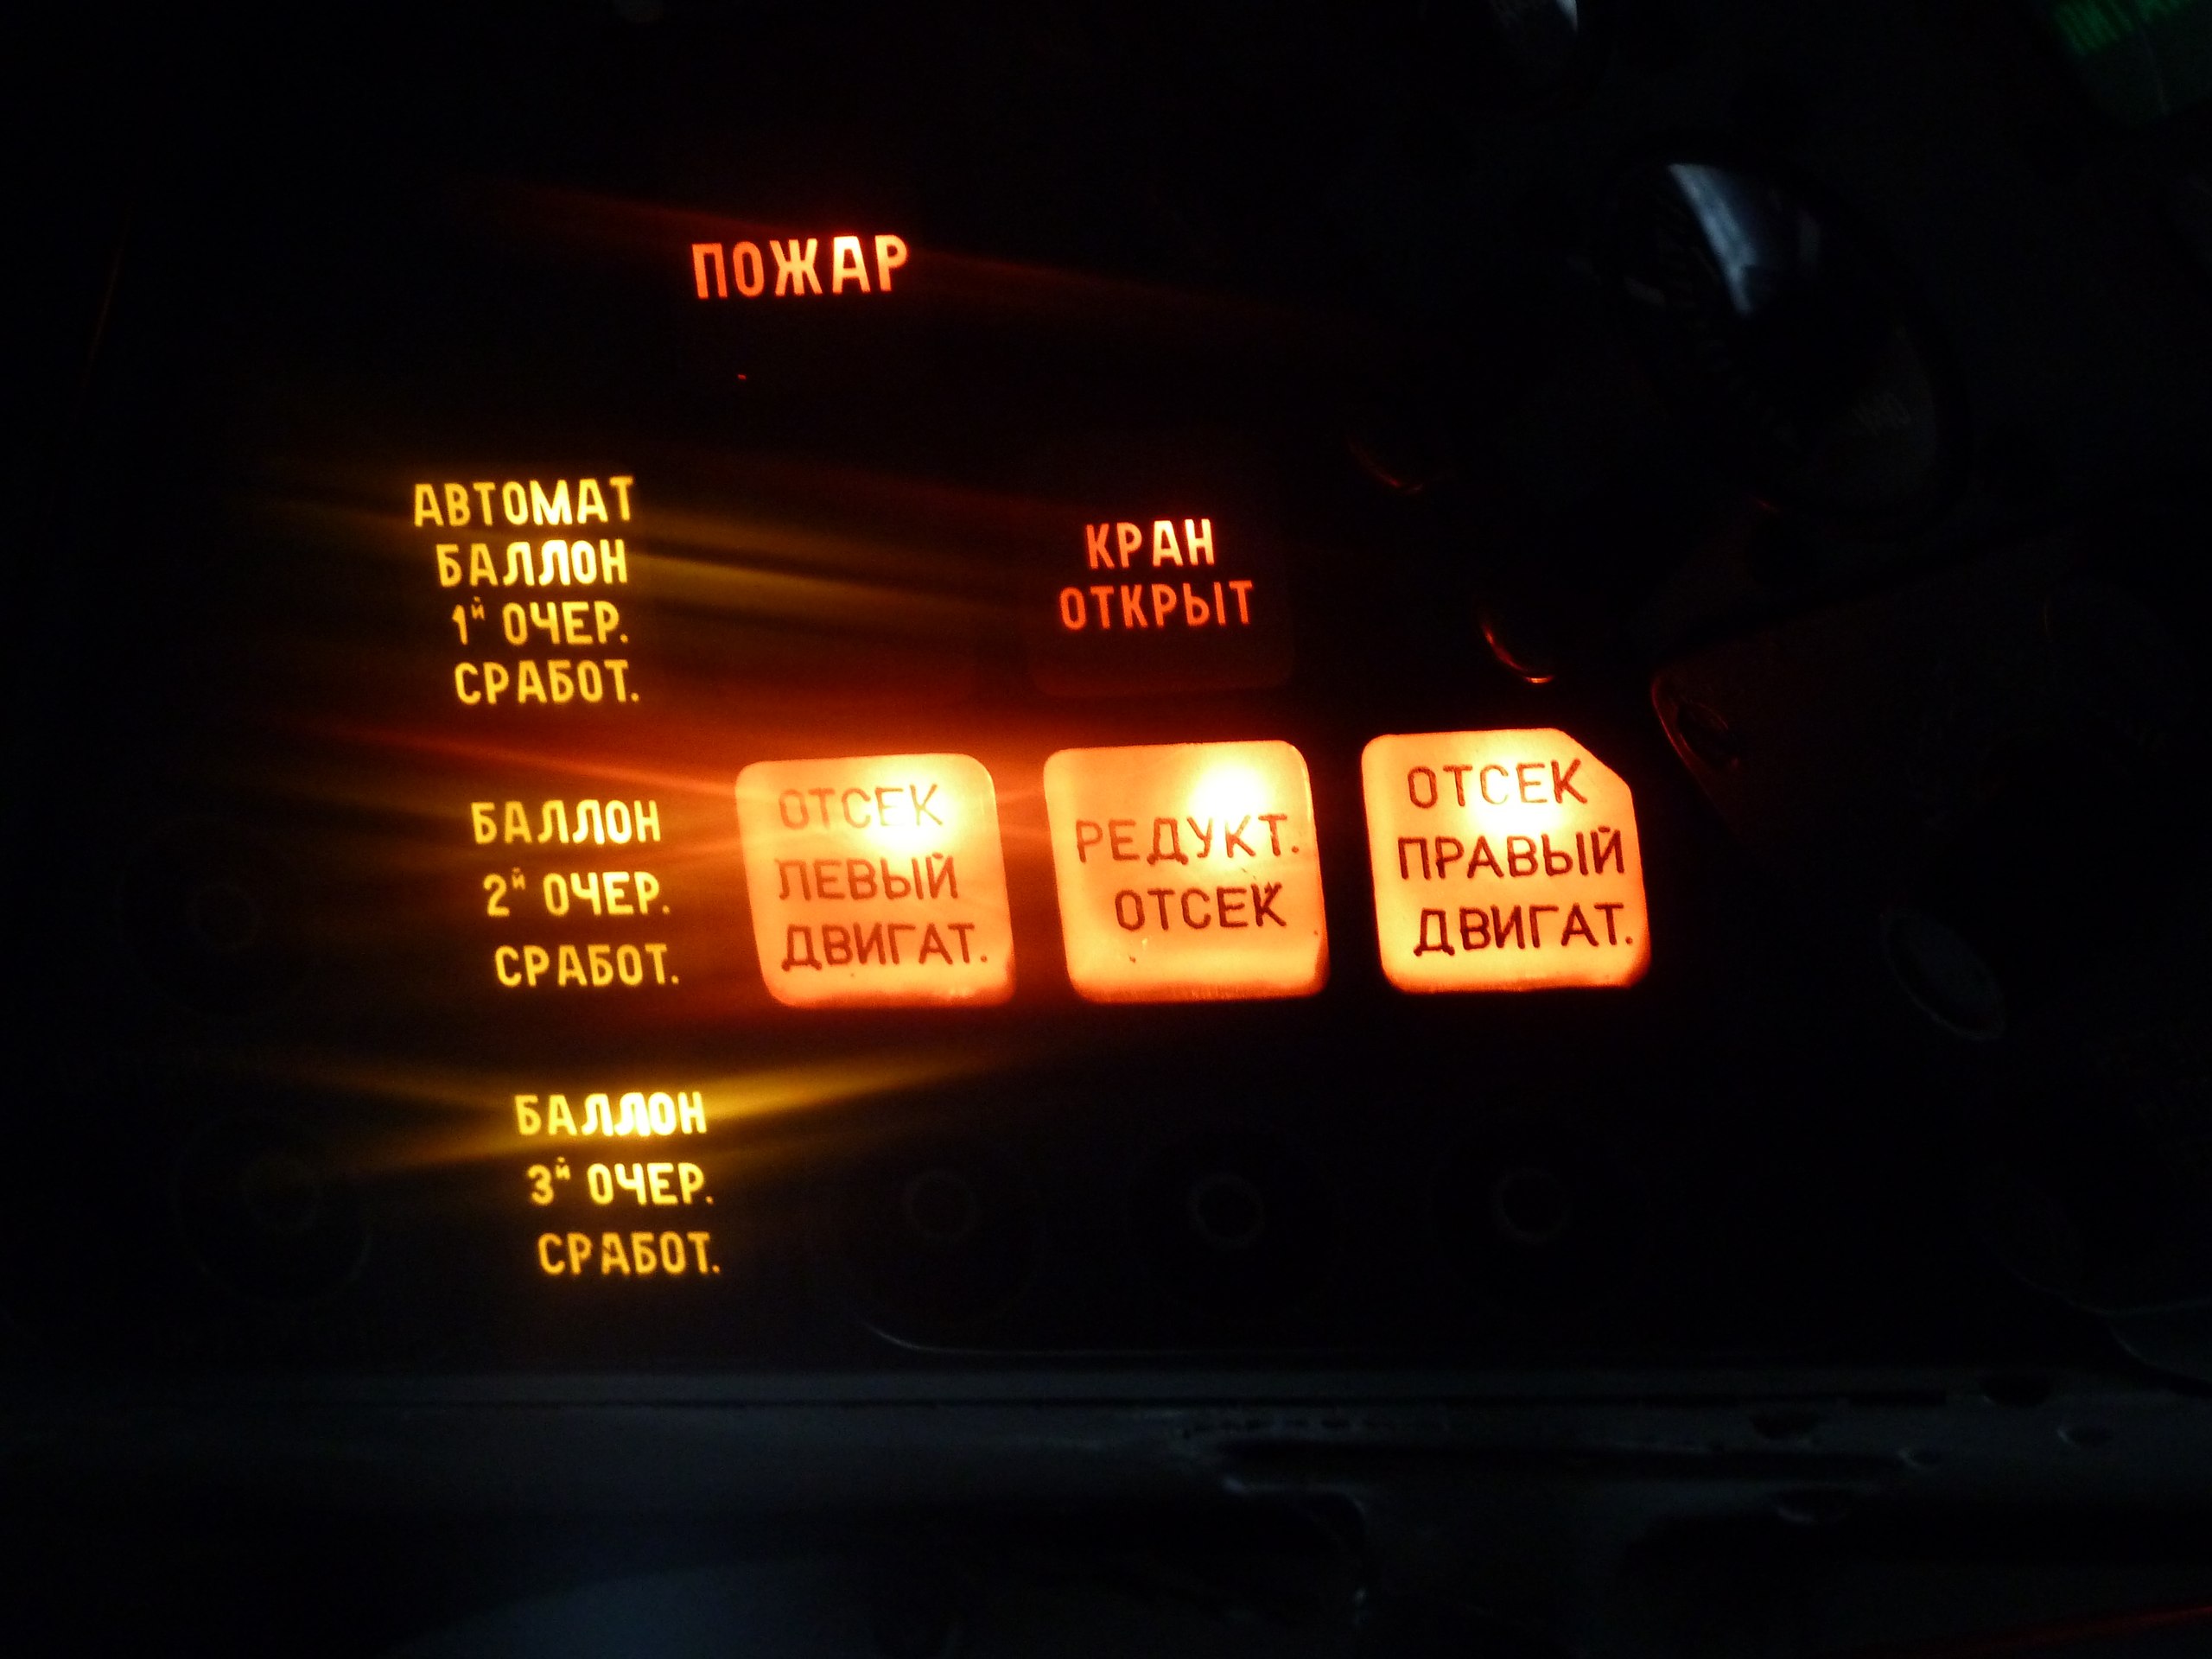 ПОЖАР
АВТОМАТ
БАЛЛОН
1й ОЧЕР.
СРАБОТ.
КРАН
ОТКРЫТ
БАЛЛОН
2й ОЧЕР.
СРАБОТ.
ОТСЕК
ЛЕВЫЙ
ДВИГАТ.
РЕДУКТ.
ОТСЕК
ОТСЕК
ПРАВЫЙ
ДВИГАТ.
БАЛЛОН
3й ОЧЕР.
СРАБОТ.